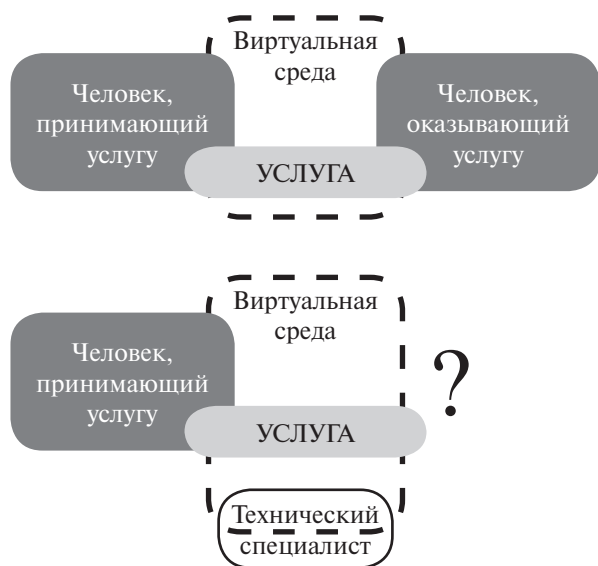 Виртуальная
среда
Человек,
принимающий
услугу
Человек,
оказывающий
услугу
УСЛУГА
Виртуальная
среда
Человек,
принимающий
услугу
?
УСЛУГА
Технический
специалист